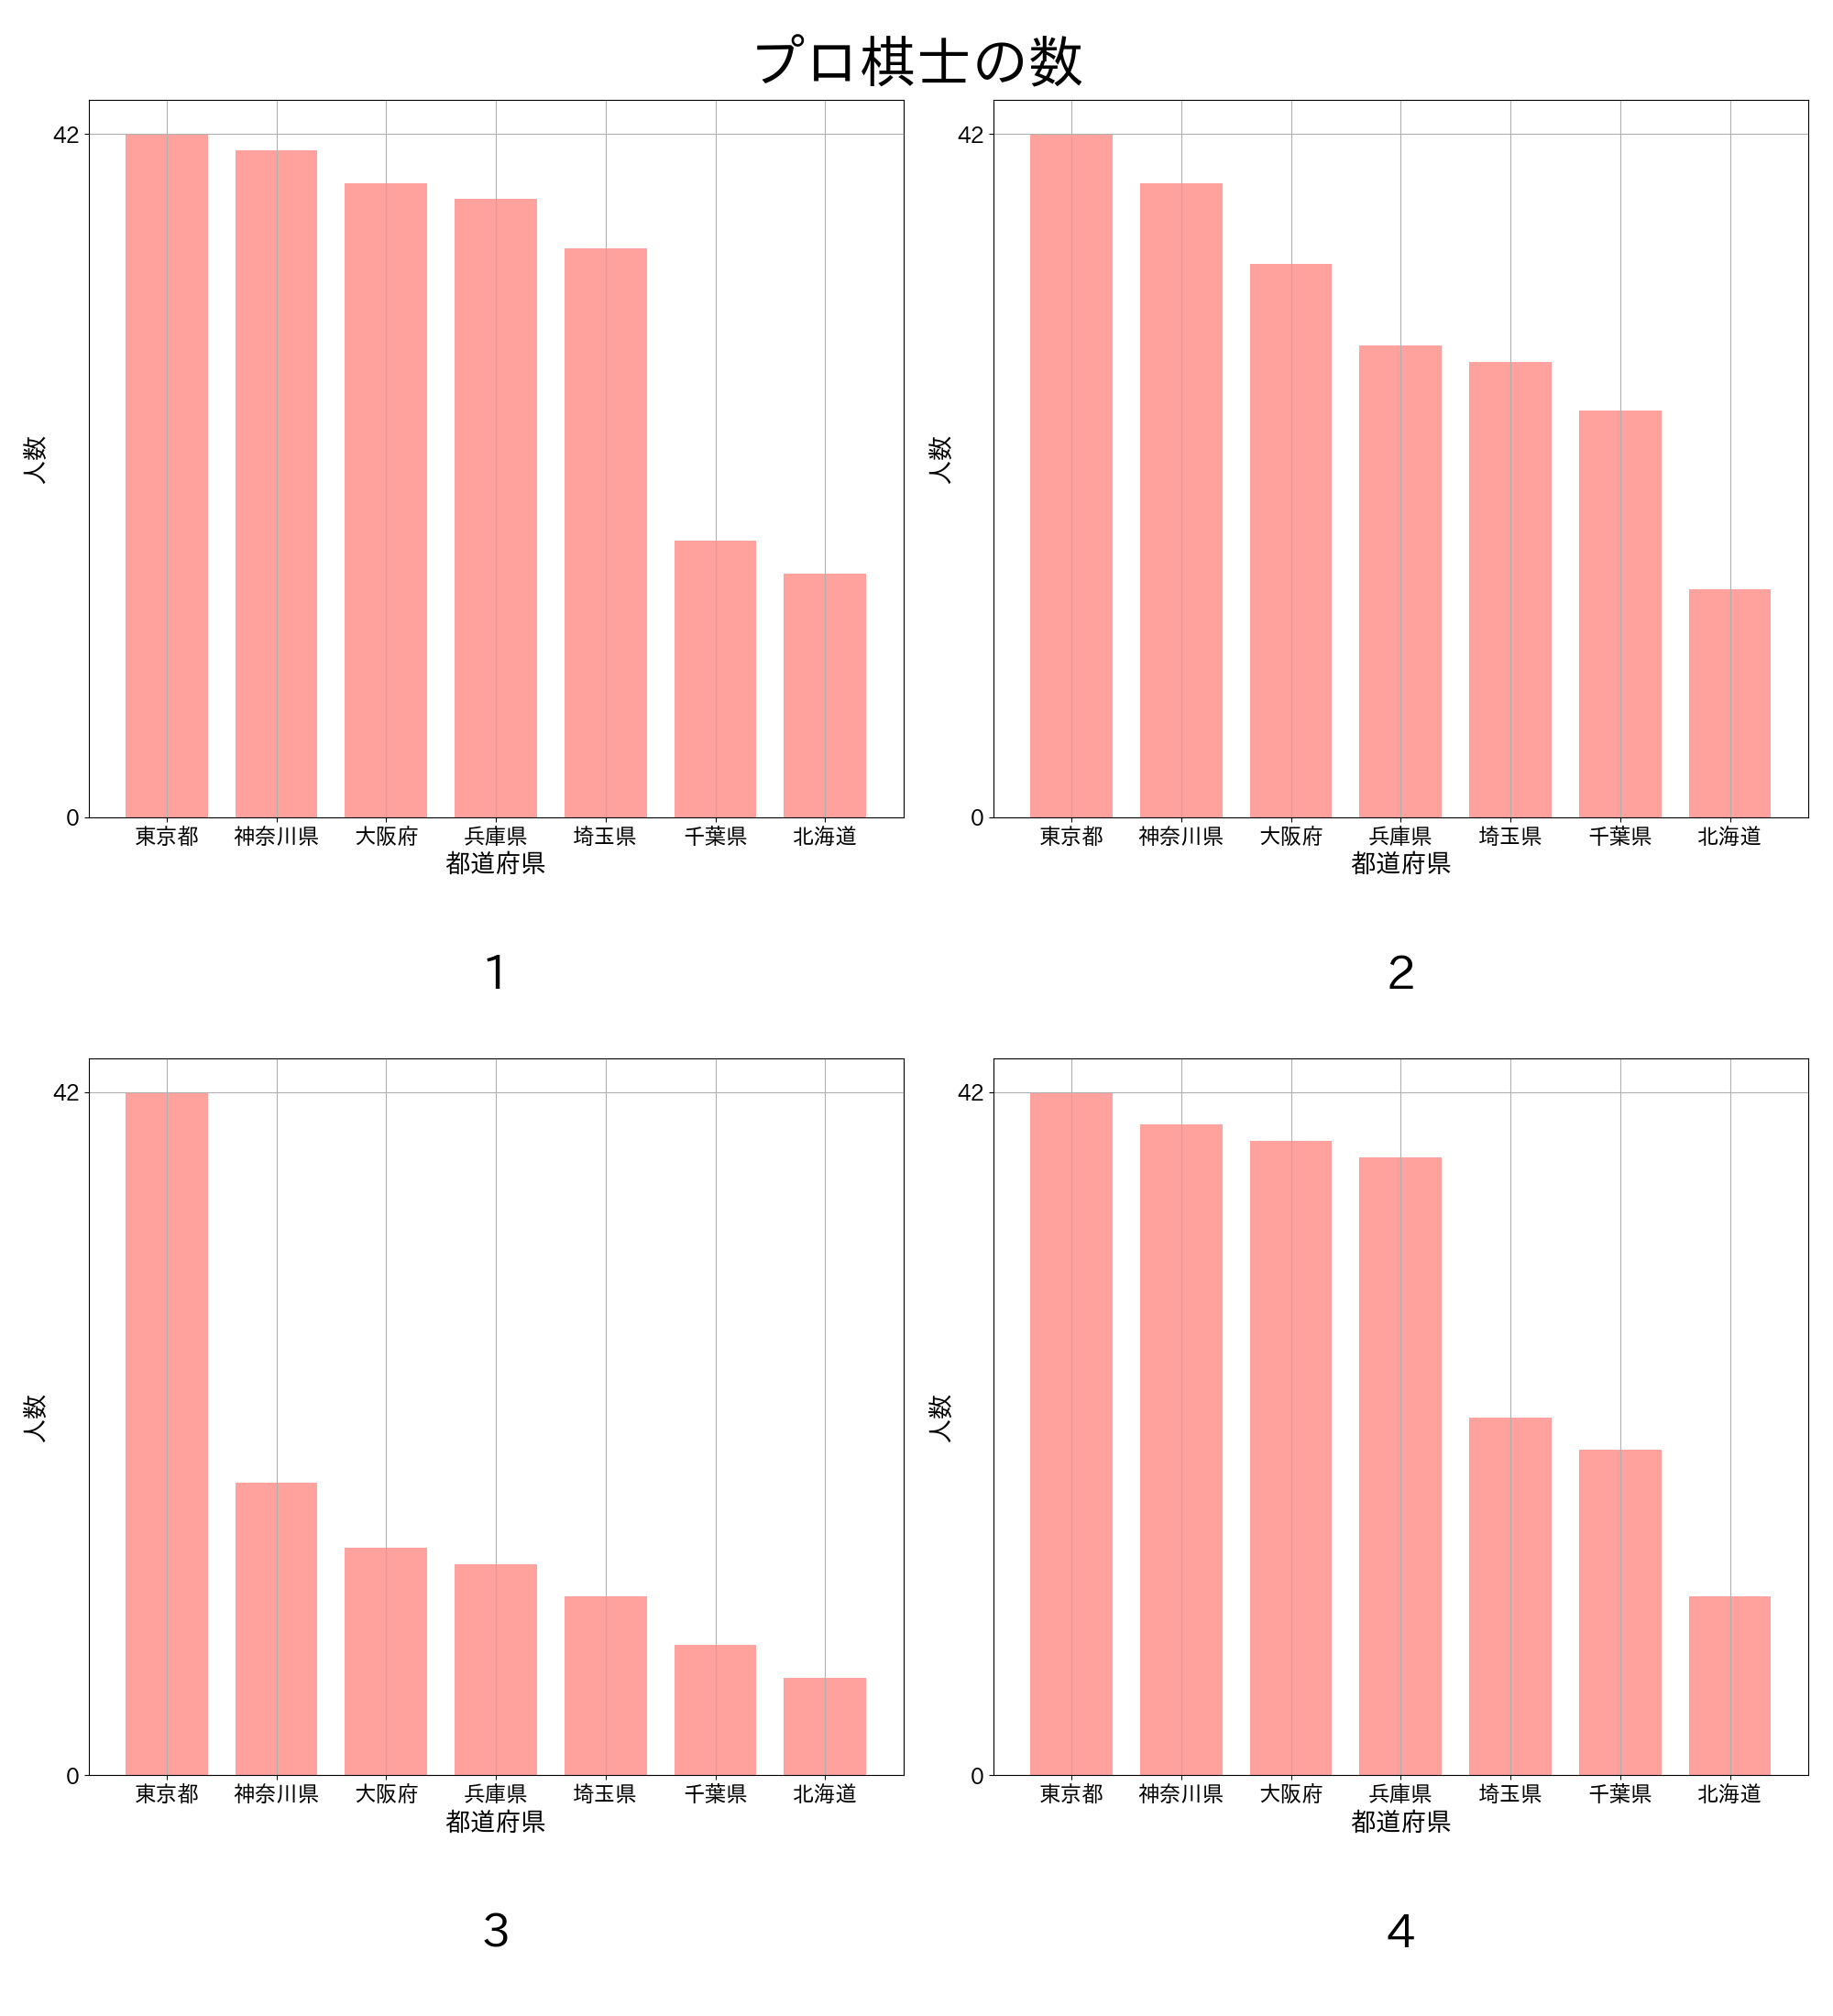 プロ棋士の数
42
0
人数
東京都 神奈川県 大阪府 兵庫県 埼玉県 千葉県 北海道
都道府県
1
42
0
人数
東京都 神奈川県 大阪府 兵庫県 埼玉県 千葉県 北海道
都道府県
2
42
0
人数
東京都 神奈川県 大阪府 兵庫県 埼玉県 千葉県 北海道
都道府県
3
42
0
人数
東京都 神奈川県 大阪府 兵庫県 埼玉県 千葉県 北海道
都道府県
4